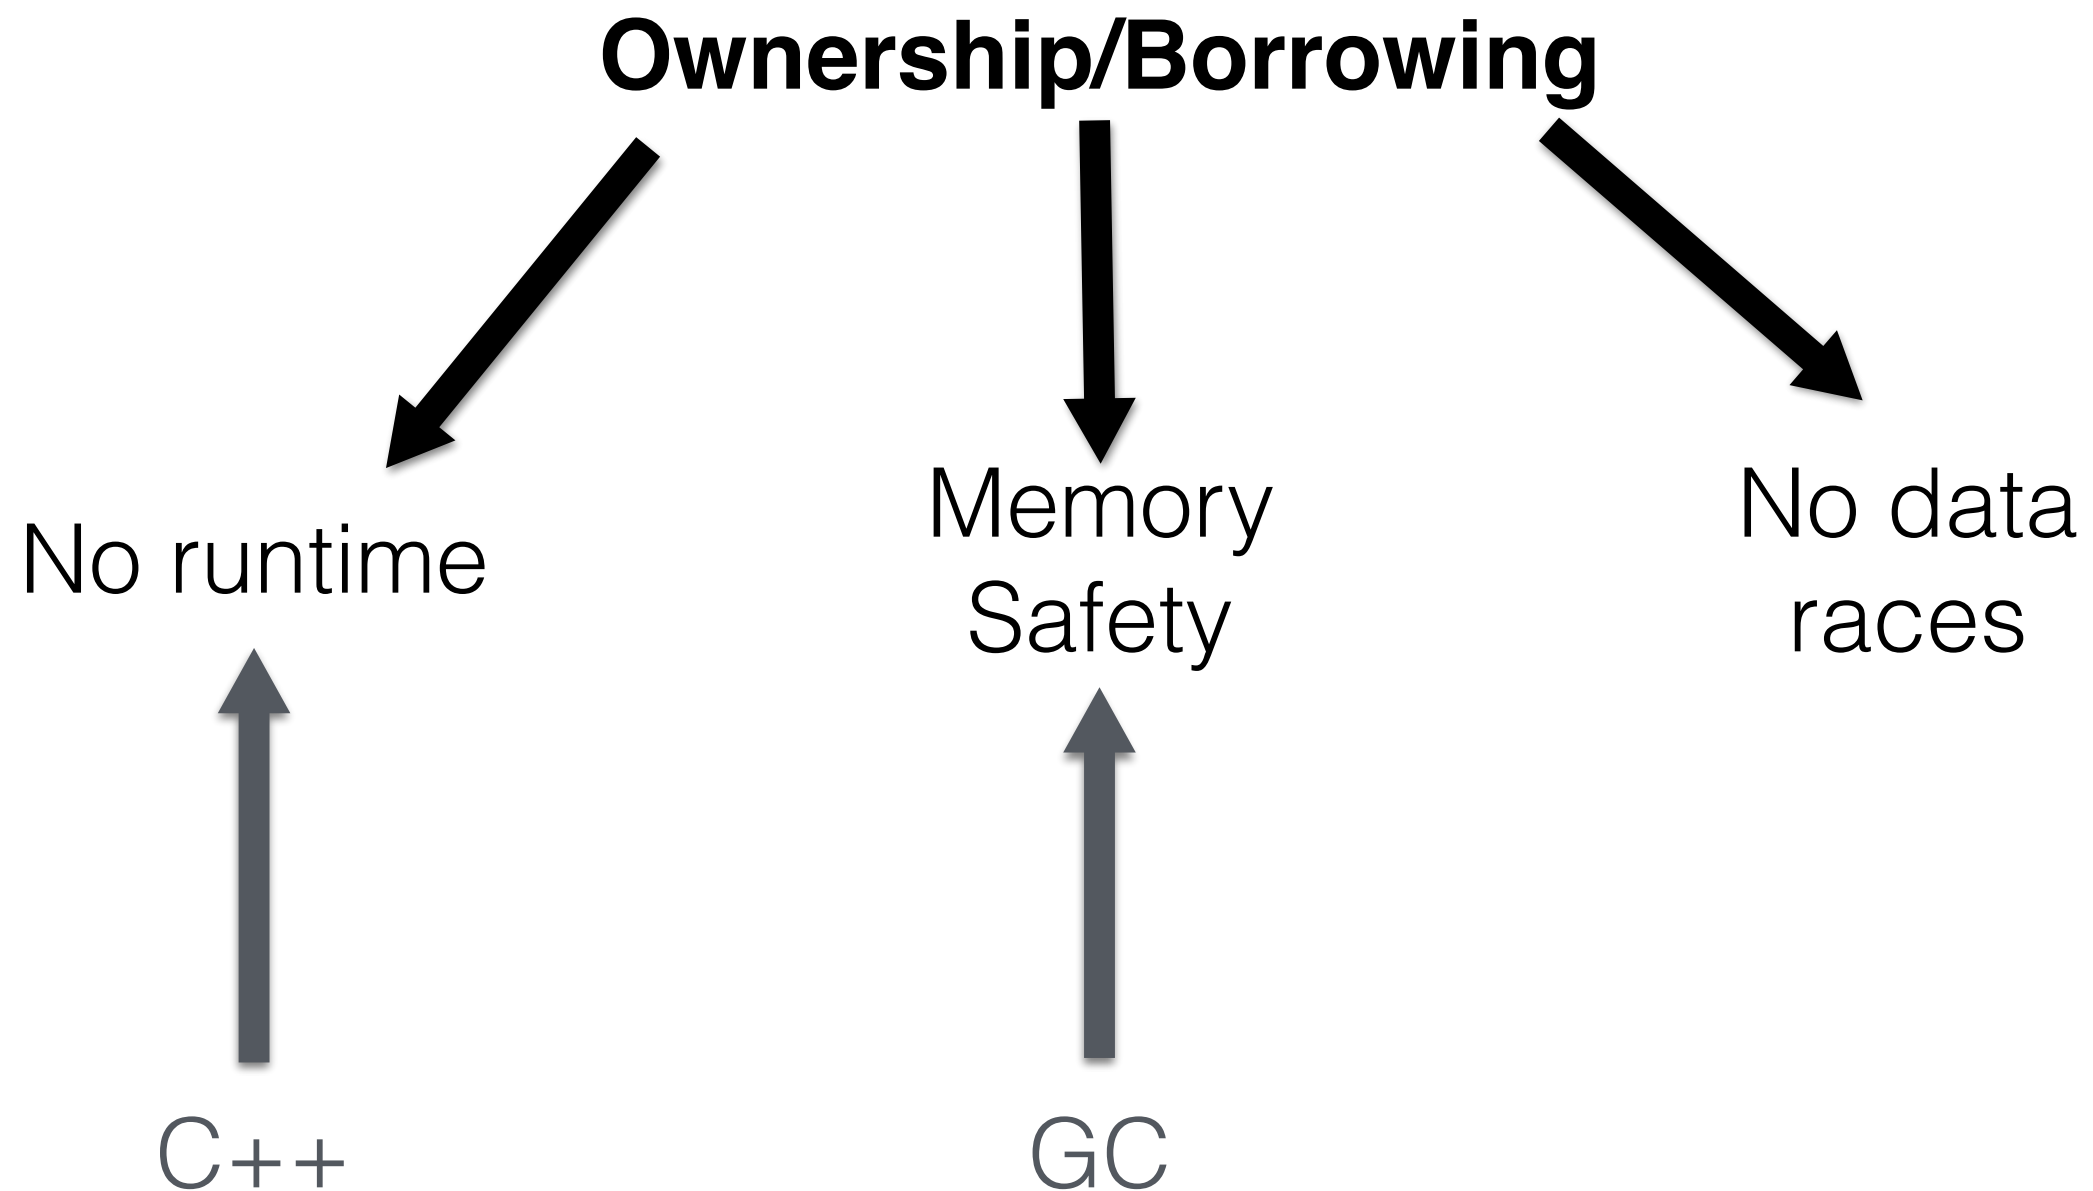 Ownership/Borrowing
No runtime
Memory
Safety
No data
races
C++
GC